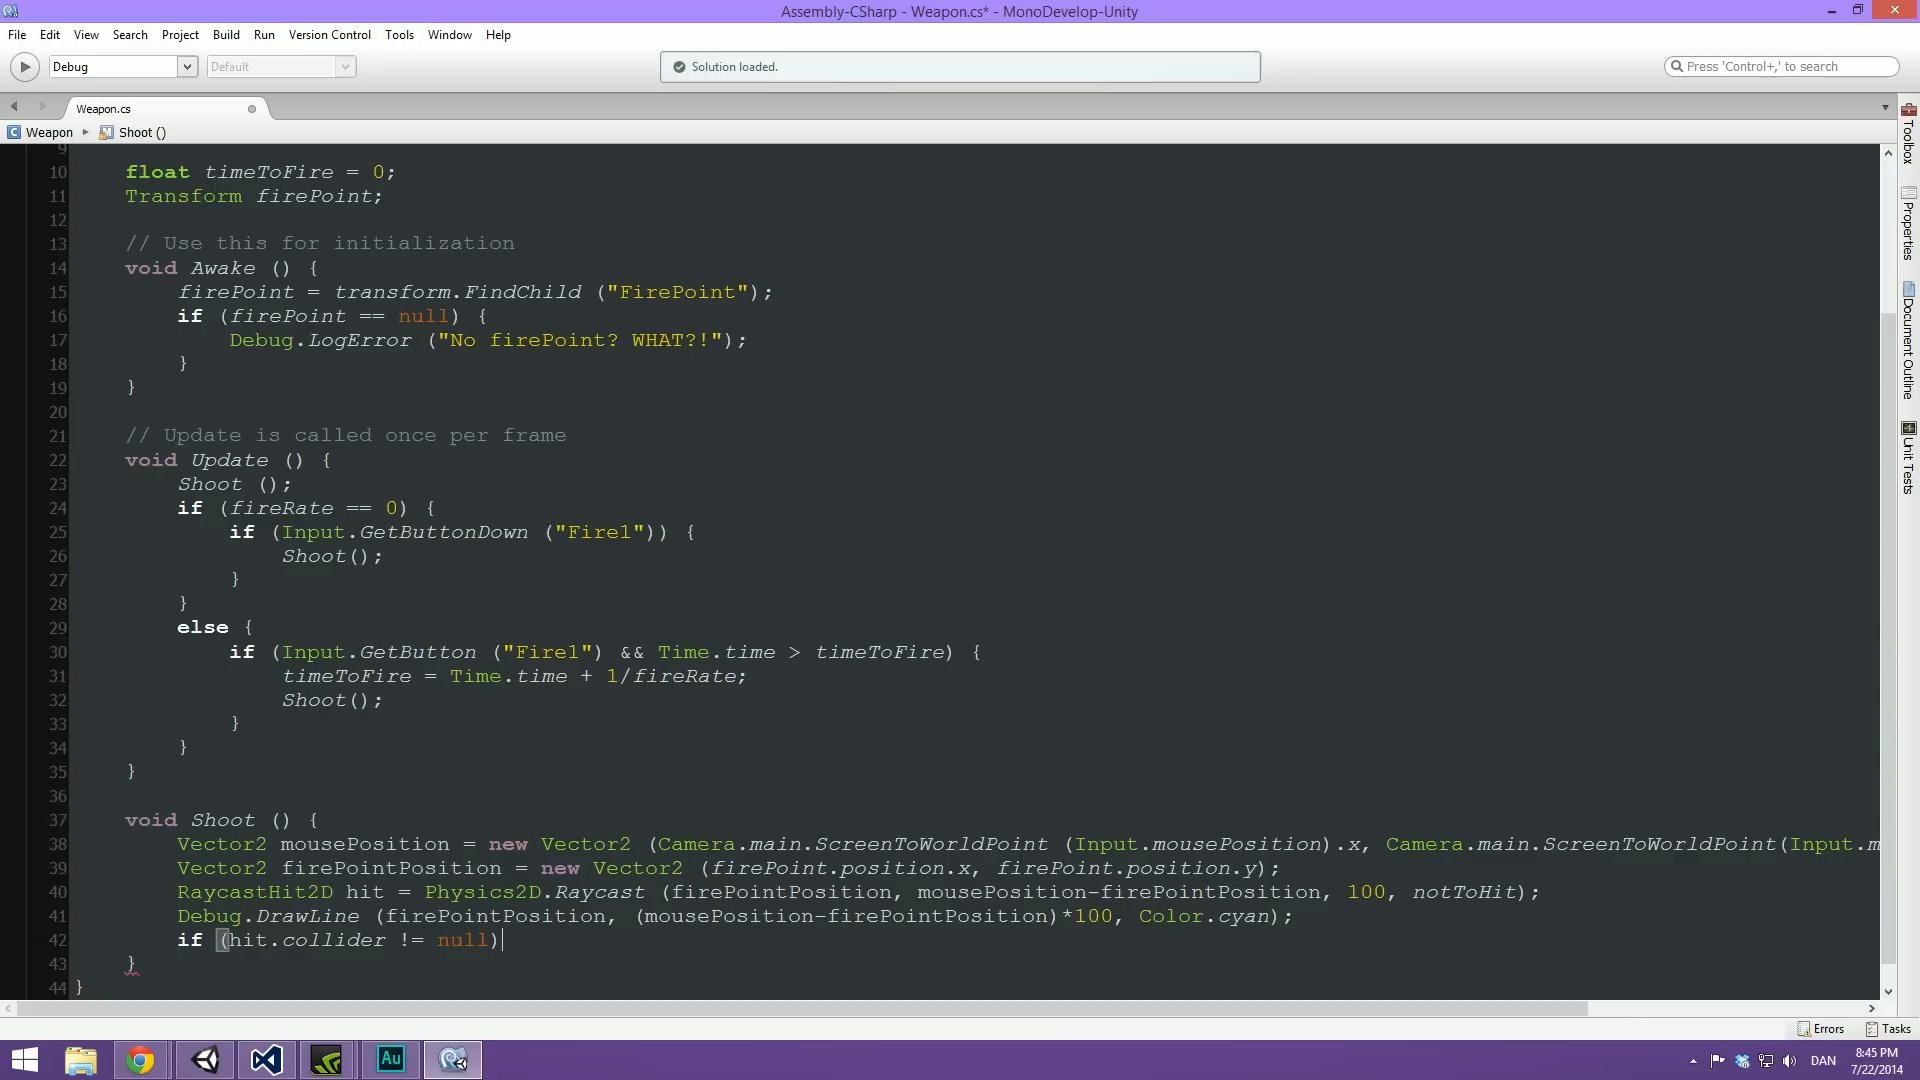 Assembly-CSharp - Weapon.cs* - MonoDevelop-Unity
File Edit View Search Project Build Run Version Control Tools Window Help
Debug Default Solution loaded. Press 'Control+,' to search
Weapon.cs
Weapon Shoot ()
9
10 float timeToFire = 0;
11 Transform firePoint;
12
13 // Use this for initialization
14 void Awake () {
15 firePoint = transform.FindChild ("FirePoint");
16 if (firePoint == null) {
17 Debug.LogError ("No firePoint? WHAT?!");
18 }
19 }
20
21 // Update is called once per frame
22 void Update () {
23 Shoot ();
24 if (fireRate == 0) {
25 if (Input.GetButtonDown ("Fire1")) {
26 Shoot();
27 }
28 }
29 else {
30 if (Input.GetButton ("Fire1") && Time.time > timeToFire) {
31 timeToFire = Time.time + 1/fireRate;
32 Shoot();
33 }
34 }
35 }
36
37 void Shoot () {
38 Vector2 mousePosition = new Vector2 (Camera.main.ScreenToWorldPoint (Input.mousePosition).x, Camera.main.ScreenToWorldPoint(Input.m
39 Vector2 firePointPosition = new Vector2 (firePoint.position.x, firePoint.position.y);
40 RaycastHit2D hit = Physics2D.Raycast (firePointPosition, mousePosition-firePointPosition, 100, notToHit);
41 Debug.DrawLine (firePointPosition, (mousePosition-firePointPosition)*100, Color.cyan);
42 if (hit.collider != null)
43 }
44 }
Toolbox
Properties
Document Outline
Unit Tests
Errors Tasks
Au
DAN
8:45 PM
7/22/2014